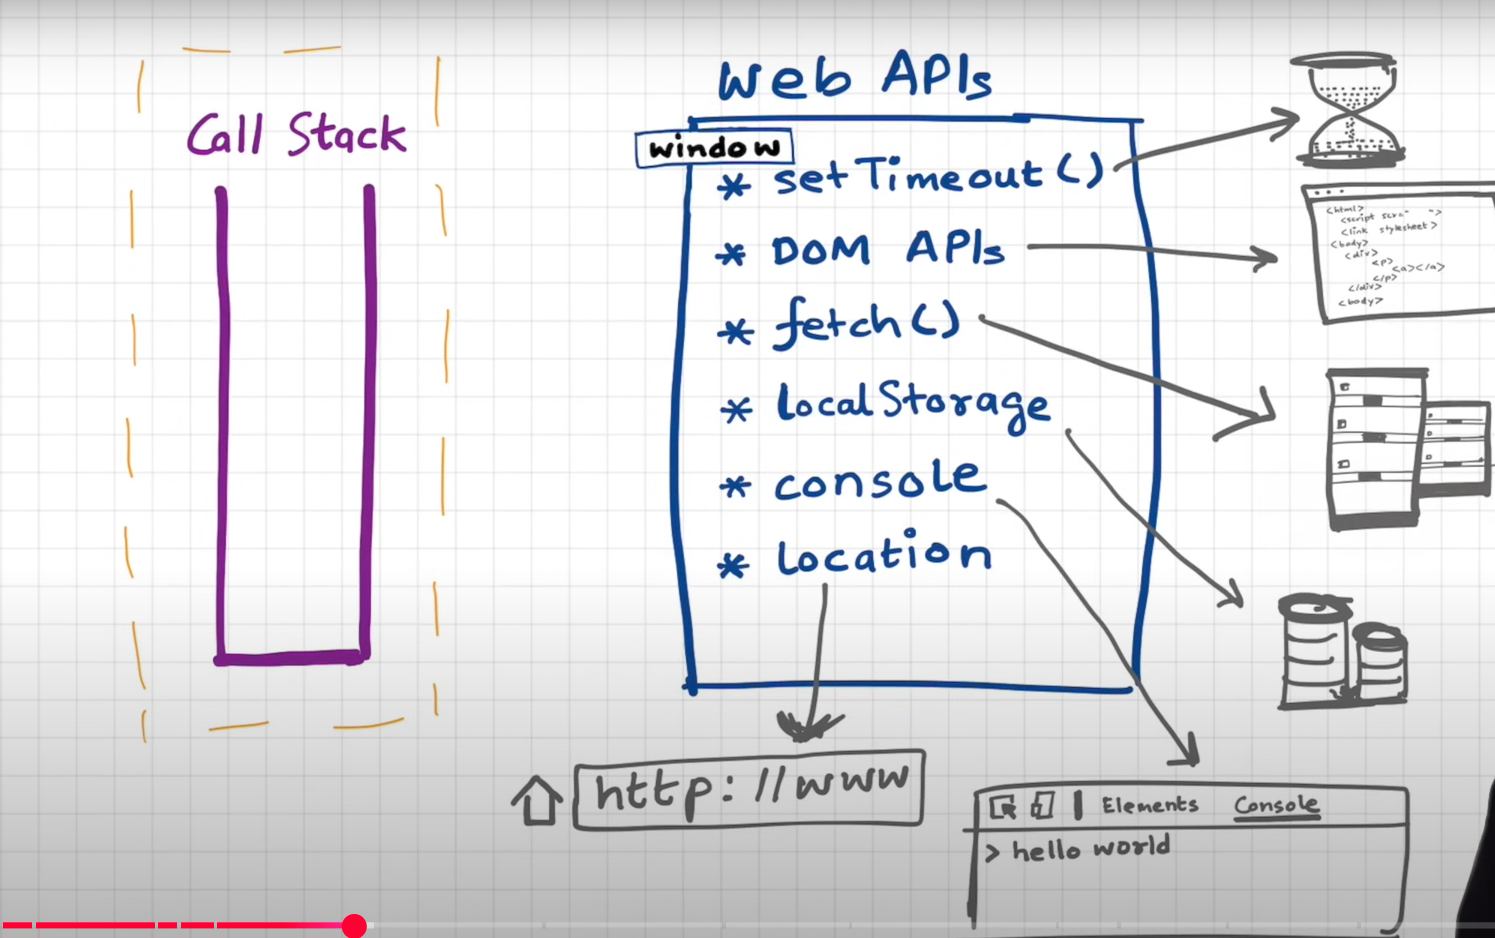 Call Stack
Web APIs
window
* setTimeout()
* DOM APIs
* fetch()
* localStorage
* console
* location
<html>
<script scr=" ">
<link stylesheet>
<body>
<div>
<p>
<a></a>
</p>
</div>
<body>
http://www
Elements Console
> hello world